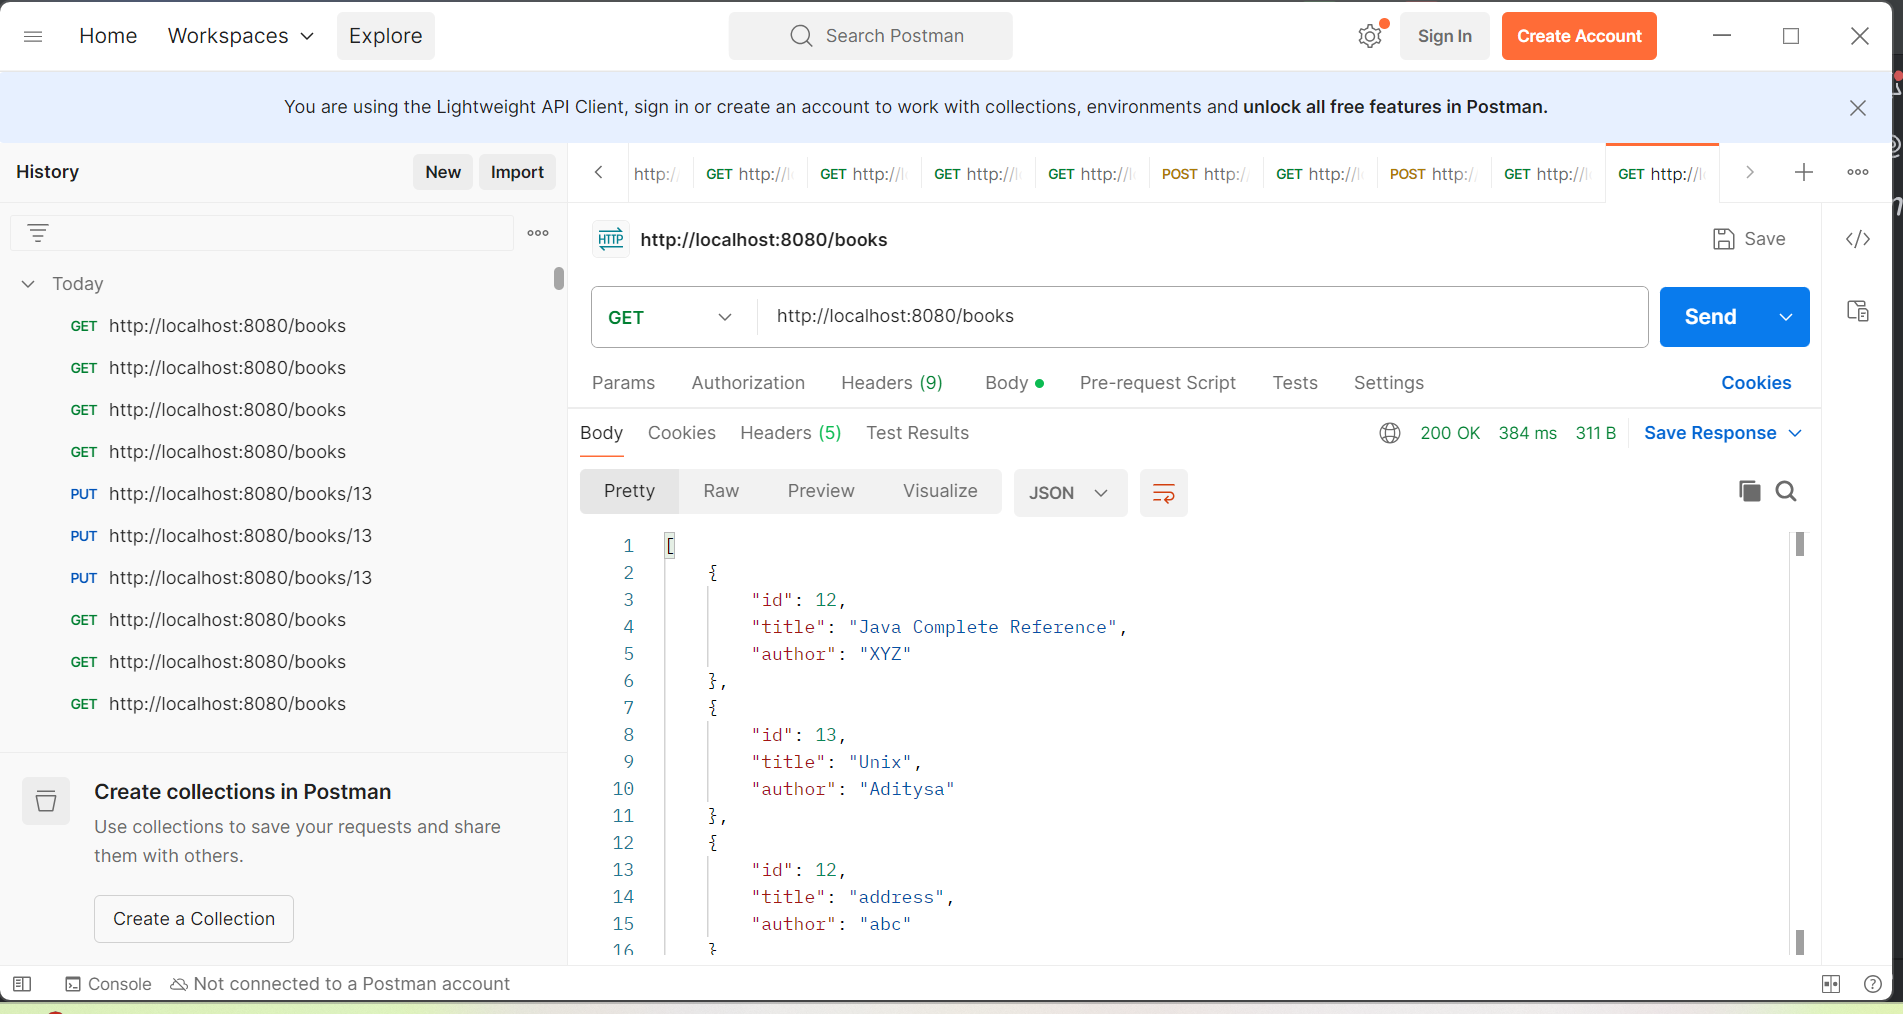 Home Workspaces Explore Search Postman Sign In Create Account
You are using the Lightweight API Client, sign in or create an account to work with collections, environments and unlock all free features in Postman.
History New Import
http:// GET http://l GET http://l GET http://l GET http://l POST http:/ GET http://l POST http:/ GET http://l GET http://l
HTTP http://localhost:8080/books Save
Today
GET http://localhost:8080/books
GET http://localhost:8080/books
GET http://localhost:8080/books
GET http://localhost:8080/books
PUT http://localhost:8080/books/13
PUT http://localhost:8080/books/13
PUT http://localhost:8080/books/13
GET http://localhost:8080/books
GET http://localhost:8080/books
GET http://localhost:8080/books
Create collections in Postman
Use collections to save your requests and share
them with others.
Create a Collection
GET http://localhost:8080/books Send
Params Authorization Headers (9) Body Pre-request Script Tests Settings Cookies
Body Cookies Headers (5) Test Results 200 OK 384 ms 311 B Save Response
Pretty Raw Preview Visualize JSON
1 [
2 {
3 "id": 12,
4 "title": "Java Complete Reference",
5 "author": "XYZ"
6 },
7 {
8 "id": 13,
9 "title": "Unix",
10 "author": "Aditysa"
11 },
12 {
13 "id": 12,
14 "title": "address",
15 "author": "abc"
16 }
Console Not connected to a Postman account